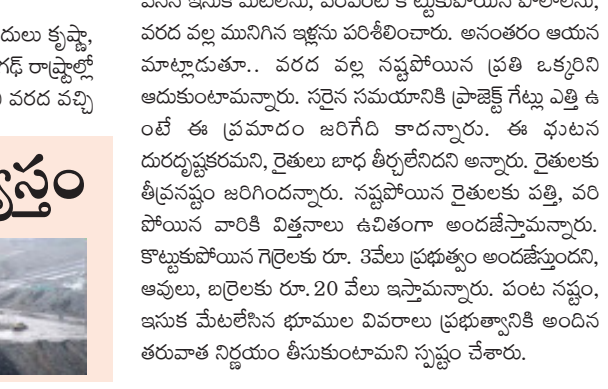 దులు కృష్ణా,
గఢ్ రాష్ట్రాల్లో
వరద వచ్చి
స్తం
వేసిన ఇసుక మేటలను, పంపంట కొట్టుకుపోయిన పొలాలను,
వరద వల్ల మునిగిన ఇళ్లను పరిశీలించారు. అనంతరం ఆయన
మాట్లాడుతూ.. వరద వల్ల నష్టపోయిన ప్రతి ఒక్కరిని
ఆదుకుంటామన్నారు. సరైన సమయానికి ప్రాజెక్ట్ గేట్లు ఎత్తి ఉ
ంటే ఈ ప్రమాదం జరిగేది కాదన్నారు. ఈ ఘటన
దురదృష్టకరమని, రైతులు బాధ తీర్చలేనిదని అన్నారు. రైతులకు
తీవ్రనష్టం జరిగిందన్నారు. నష్టపోయిన రైతులకు పత్తి, వరి
పోయిన వారికి విత్తనాలు ఉచితంగా అందజేస్తామన్నారు.
కొట్టుకుపోయిన గెర్రెలకు రూ. 3వేలు ప్రభుత్వం అందజేస్తుందని,
ఆవులు, బర్రెలకు రూ. 20 వేలు ఇస్తామన్నారు. పంట నష్టం,
ఇసుక మేటలేసిన భూముల వివరాలు ప్రభుత్వానికి అందిన
తరువాత నిర్ణయం తీసుకుంటామని స్పష్టం చేశారు.